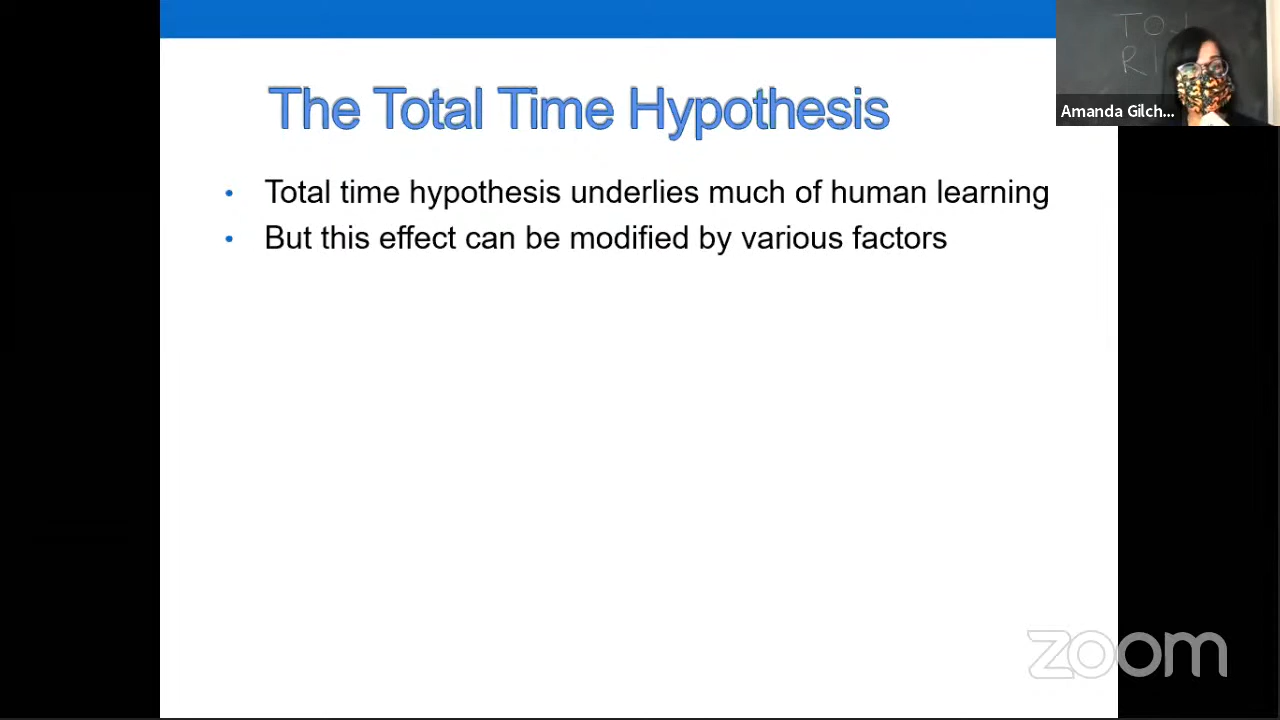 The Total Time Hypothesis
• Total time hypothesis underlies much of human learning
• But this effect can be modified by various factors
Amanda Gilch...
zoom